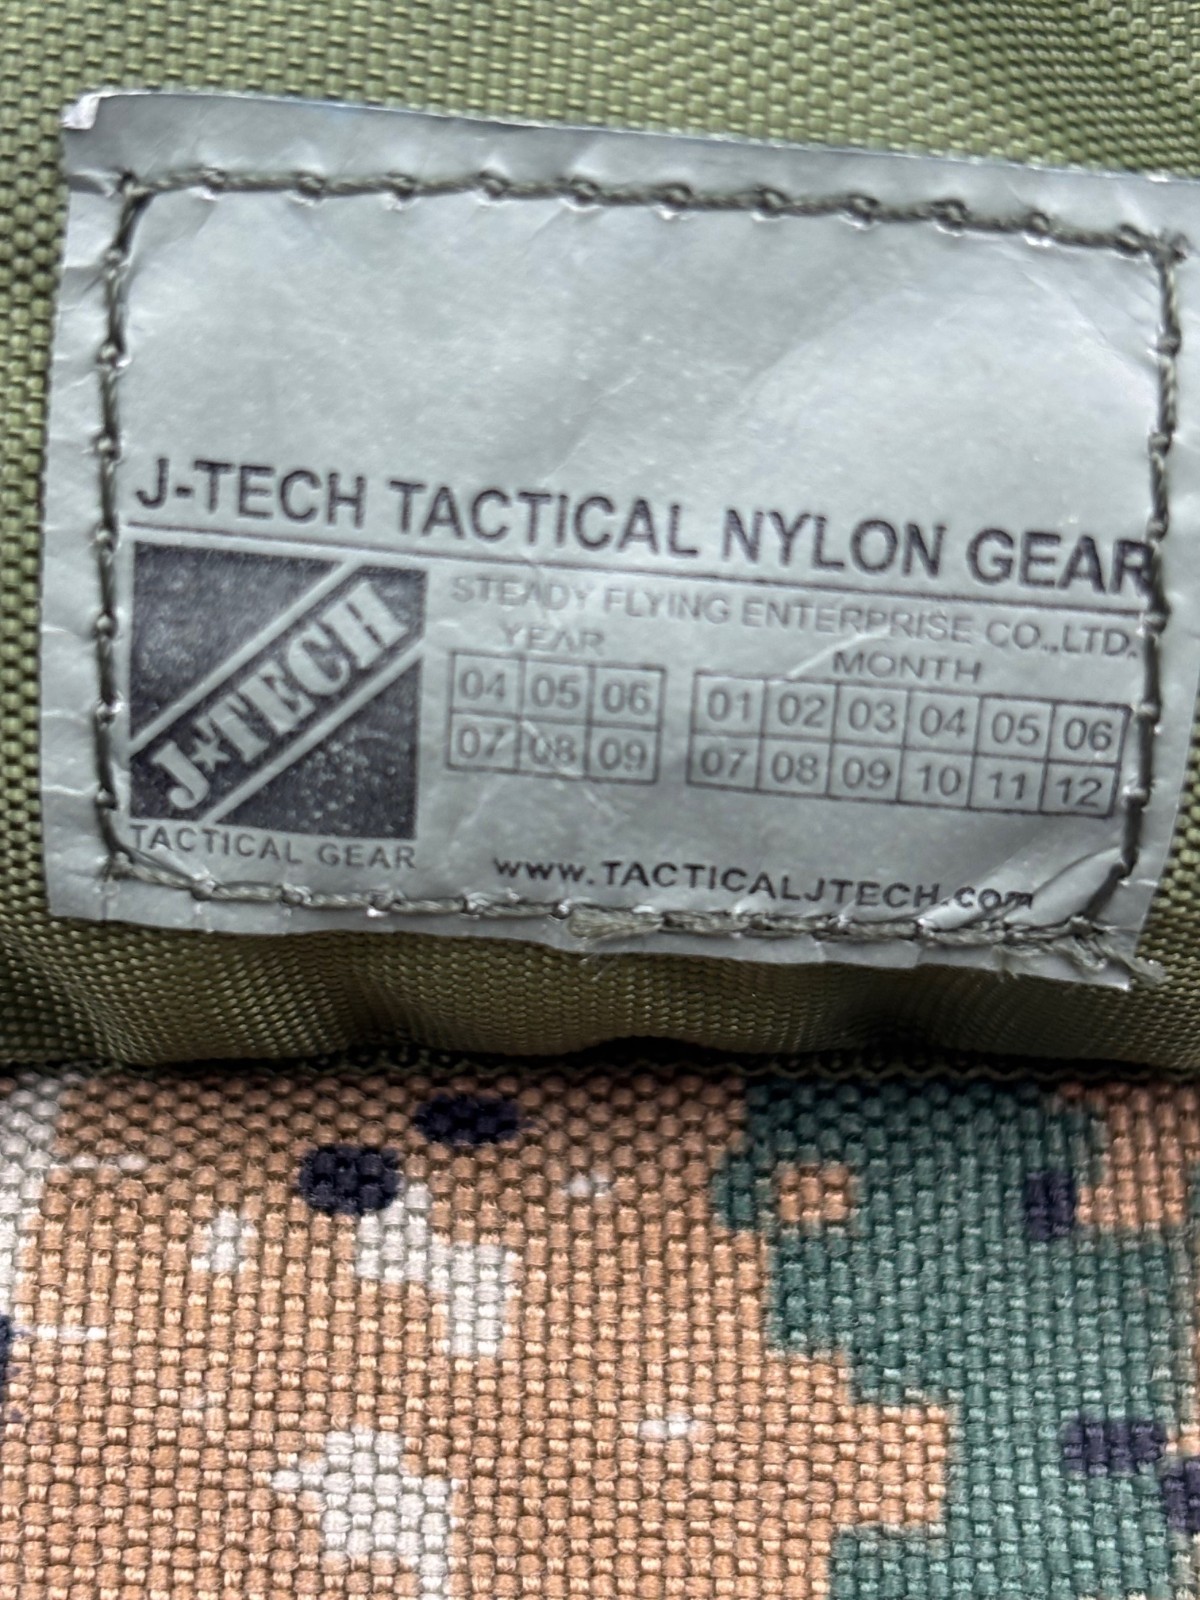 J-TECH TACTICAL NYLON GEAR
STEADY FLYING ENTERPRISE CO.,LTD.
J★TECH
YEAR
MONTH
04 05 06
07 08 09
01 02 03 04 05 06
07 08 09 10 11 12
TACTICAL GEAR
www.TACTICALJTECH.com